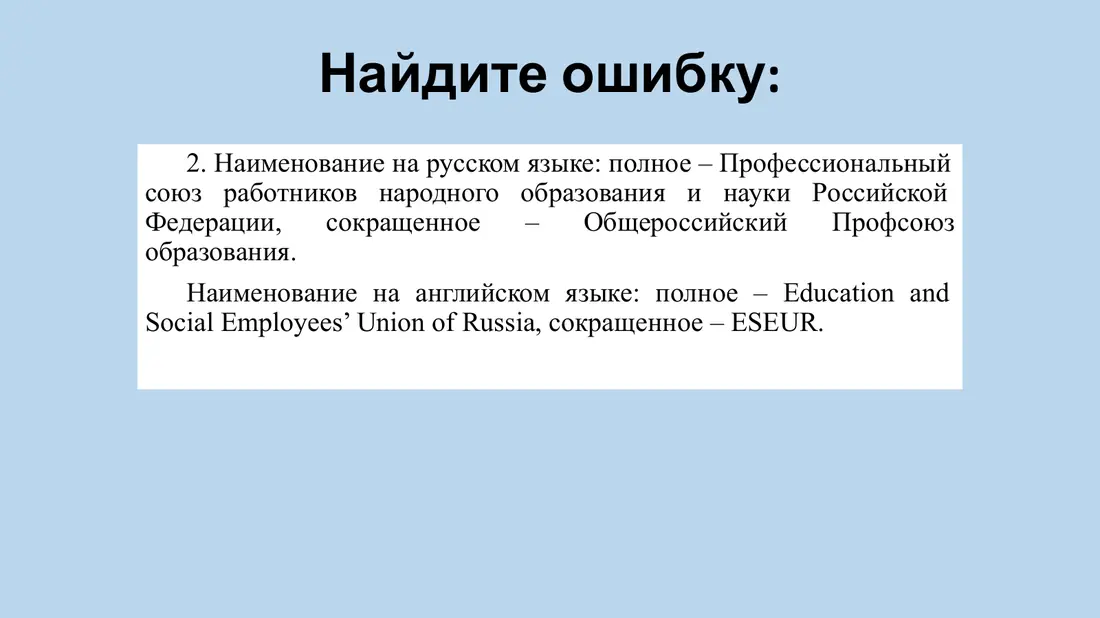 Найдите ошибку:
2. Наименование на русском языке: полное – Профессиональный
союз работников народного образования и науки Российской
Федерации, сокращенное – Общероссийский Профсоюз
образования.
Наименование на английском языке: полное – Education and
Social Employees’ Union of Russia, сокращенное – ESEUR.